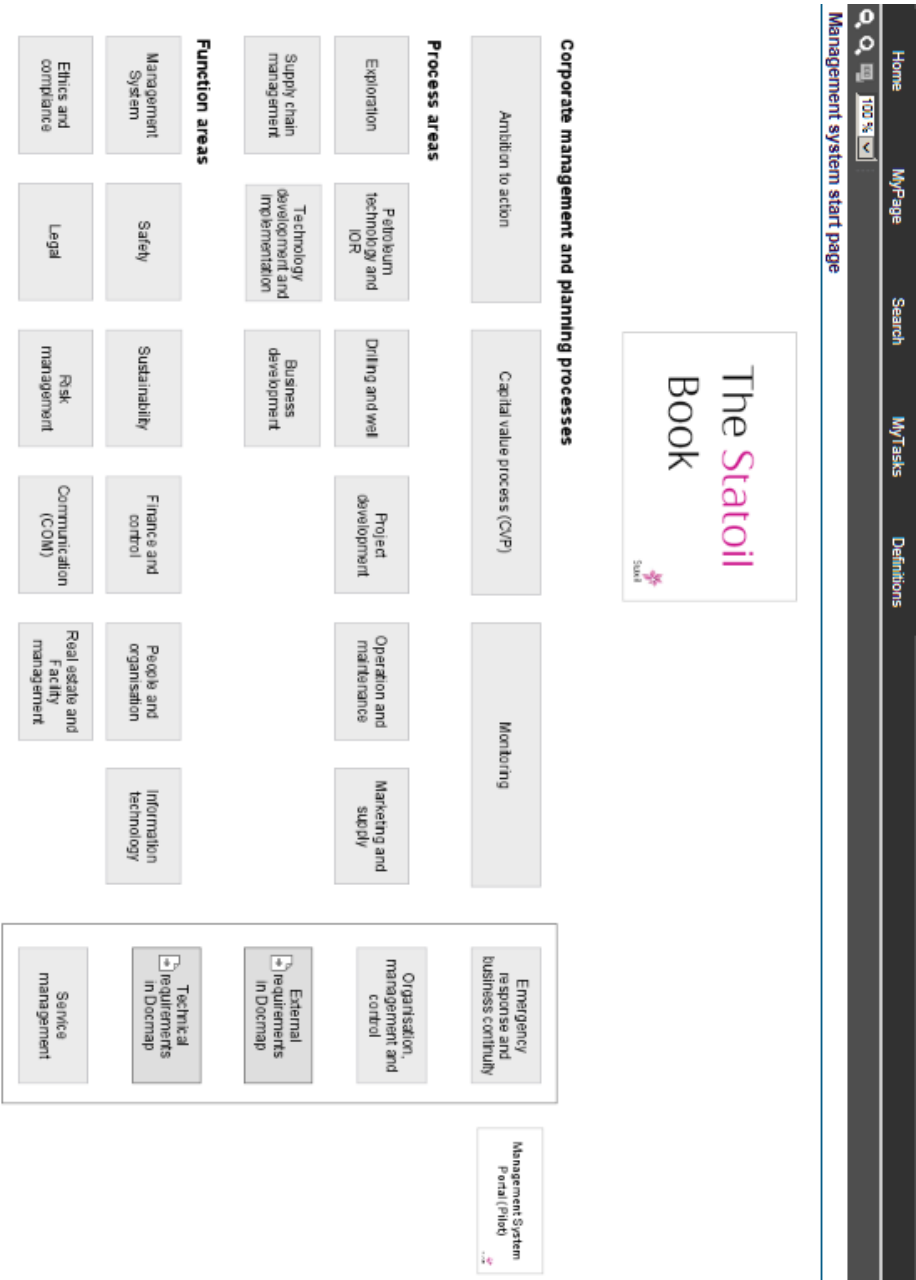 Home MyPage Search MyTasks Definitions
100 %
Management system start page
The Statoil
Book
Statoil
Corporate management and planning processes
Ambition to action
Capital value process (CVP)
Monitoring
Process areas
Exploration
Petroleum
technology and
IOR
Drilling and well
Project
development
Operation and
maintenance
Marketing and
supply
Supply chain
management
Technology
development and
implementation
Business
development
Function areas
Management
System
Safety
Sustainability
Finance and
control
People and
organisation
Information
technology
Ethics and
compliance
Legal
Risk
management
Communication
(COM)
Real estate and
Facility
management
Emergency
response and
business continuity
Organisation,
management and
control
External
requirements
in Docmap
Technical
requirements
in Docmap
Service
management
Management System
Portal (Pilot)